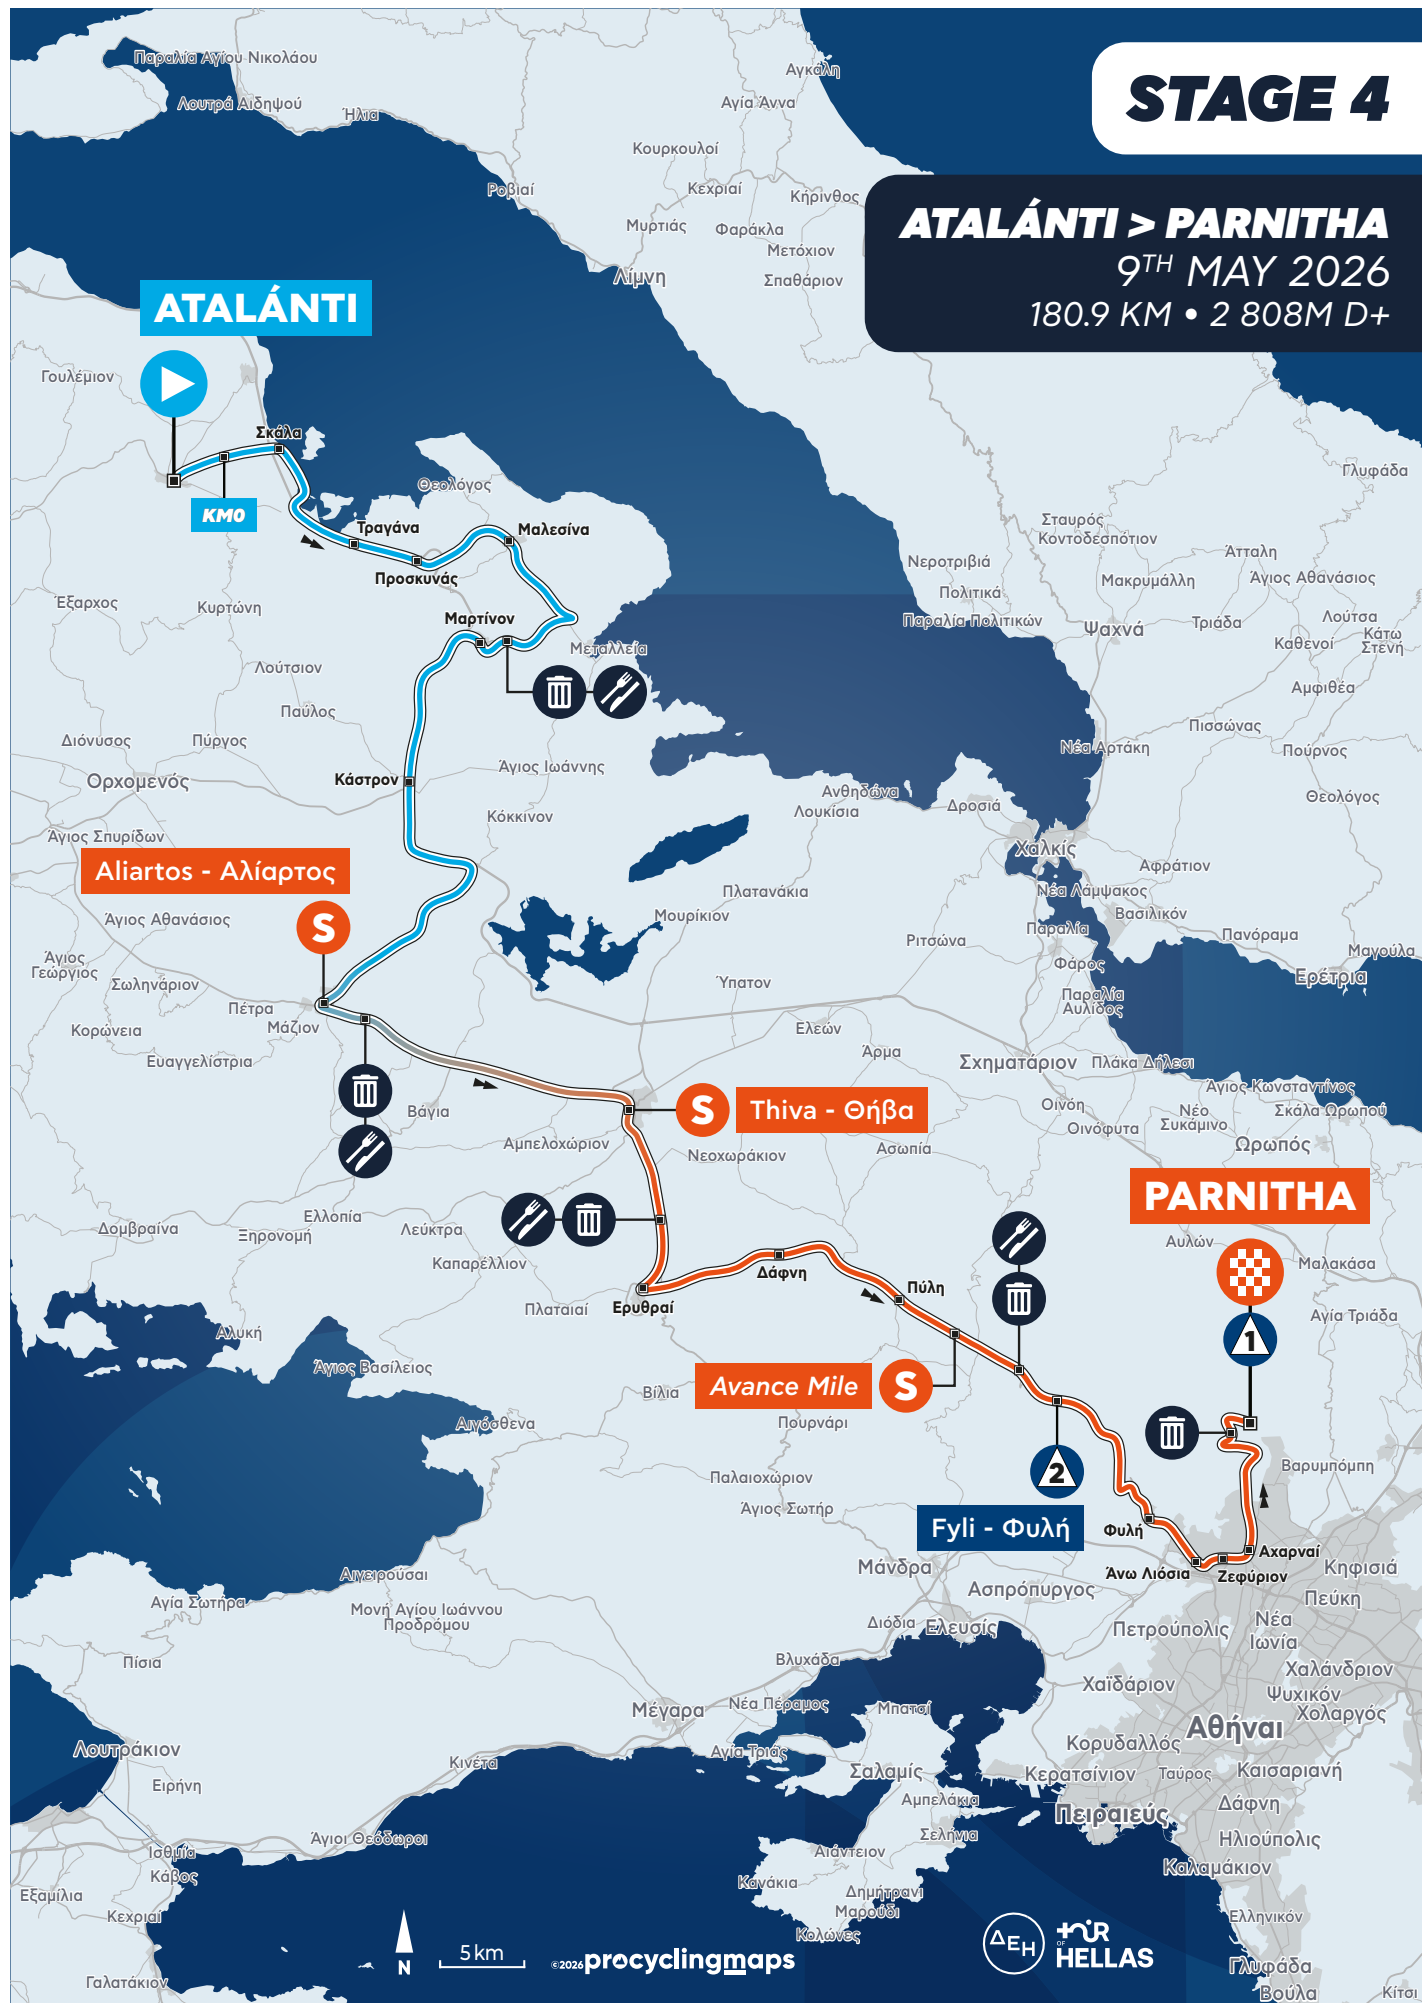 STAGE 4
ATALÁNTI > PARNITHA
9TH MAY 2026
180.9 KM • 2 808M D+
Παραλία Αγίου Νικολάου
Λουτρά Αιδηψού
Ήλια
Αγκάλη
Αγία Άννα
Κουρκουλοί
Ροβιαί
Κεχριαί
Κήρινθος
Μυρτιάς
Φαράκλα
Μετόχιον
Λίμνη
Σπαθάριον
ATALÁNTI
Γουλέμιον
Σκάλα
KM0
Θεολόγος
Γλυφάδα
Τραγάνα
Μαλεσίνα
Προσκυνάς
Σταυρός
Κοντοδεσπότιον
Άτταλη
Νεροτριβιά
Μακρυμάλλη
Άγιος Αθανάσιος
Πολιτικά
Έξαρχος
Κυρτώνη
Μαρτίνον
Παραλία Πολιτικών
Ψαχνά
Τριάδα
Λούτσα
Κάτω
Στενή
Καθενοί
Μεταλλεία
Λούτσιον
Αμφιθέα
Παύλος
Πισσώνας
Διόνυσος
Πύργος
Νέα Αρτάκη
Πούρνος
Ορχομενός
Κάστρον
Άγιος Ιωάννης
Ανθηδώνα
Λουκίσια
Δροσιά
Θεολόγος
Κόκκινον
Άγιος Σπυρίδων
Χαλκίς
Aliartos - Αλίαρτος
Αφράτιον
Πλατανάκια
Νέα Λάμψακος
S
Άγιος Αθανάσιος
Μουρίκιον
Βασιλικόν
Παραλία
Πανόραμα
Ριτσώνα
Μαγούλα
Άγιος
Γεώργιος
Φάρος
Ερέτρια
Σωληνάριον
Ύπατον
Παραλία
Αυλίδος
Πέτρα
Μάζιον
Κορώνεια
Ελεών
Ευαγγελίστρια
Άρμα
Σχηματάριον
Πλάκα Δήλεσι
Άγιος Κωνσταντίνος
Βάγια
S
Thiva - Θήβα
Οινόη
Νέο
Συκάμινο
Σκάλα Ωρωπού
Οινόφυτα
Αμπελοχώριον
Νεοχωράκιον
Ασωπία
Ωρωπός
PARNITHA
Ελλοπία
Δομβραίνα
Ξηρονομή
Λεύκτρα
Αυλών
Καπαρέλλιον
Μαλακάσα
Δάφνη
Πύλη
Πλαταιαί
Ερυθραί
Αγία Τριάδα
Αλυκή
1
Άγιος Βασίλειος
Avance Mile
S
Βίλια
Αιγόσθενα
Πουρνάρι
Βαρυμπόμπη
2
Παλαιοχώριον
Άγιος Σωτήρ
Fyli - Φυλή
Φυλή
Αχαρναί
Άνω Λιόσια
Ζεφύριον
Κηφισιά
Μάνδρα
Ασπρόπυργος
Αιγειρούσαι
Πεύκη
Αγία Σωτήρα
Μονή Αγίου Ιωάννου
Προδρόμου
Διόδια
Ελευσίς
Πετρούπολις
Νέα
Ιωνία
Πίσια
Βλυχάδα
Χαλάνδριον
Χαϊδάριον
Ψυχικόν
Μέγαρα
Νέα Πέραμος
Μπατσί
Χολαργός
Αθήναι
Λουτράκιον
Αγία Τριάς
Κορυδαλλός
Κινέτα
Σαλαμίς
Κερατσίνιον
Ταύρος
Καισαριανή
Ειρήνη
Αμπελάκια
Πειραιεύς
Δάφνη
Άγιοι Θεόδωροι
Σελήνια
Ηλιούπολις
Ισθμία
Αιάντειον
Κάβος
Καλαμάκιον
Κανάκια
Εξαμίλια
Δημήτρανι
Μαρούδι
Κεχριαί
Κολώνες
Ελληνικόν
N
5 km
©2026 procyclingmaps
ΔΕΗ
TOUR
OF
HELLAS
Γλυφάδα
Γαλατάκιον
Βούλα
Κίτσι